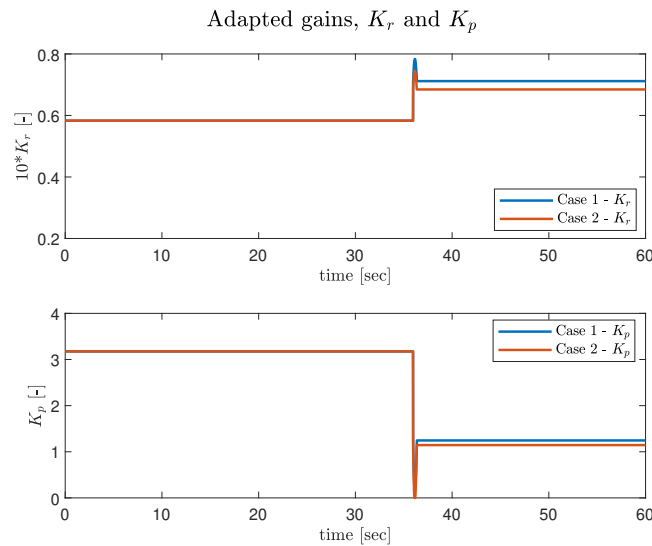 Adapted gains, K_r and K_p
0.8
0.6
0.4
0.2
10*K_r [-]
0 10 20 30 40 50 60
time [sec]
Case 1 - K_r
Case 2 - K_r
4
3
2
1
0
K_p [-]
0 10 20 30 40 50 60
time [sec]
Case 1 - K_p
Case 2 - K_p